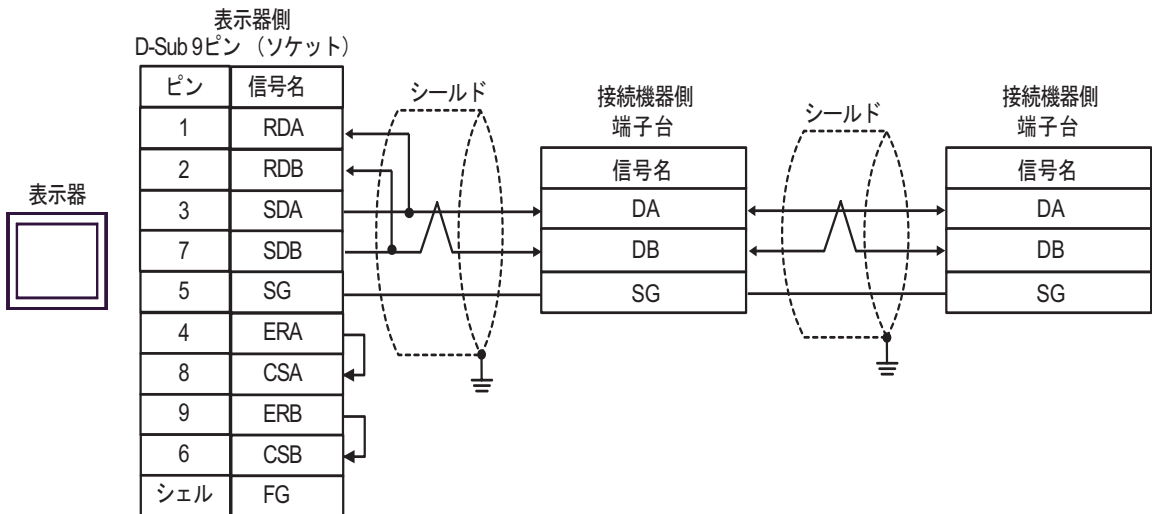 表示器側
D-Sub 9ピン （ソケット）
ピン 信号名
1 RDA
2 RDB
3 SDA
7 SDB
5 SG
4 ERA
8 CSA
9 ERB
6 CSB
シェル FG
表示器
シールド
接続機器側
端子台
信号名
DA
DB
SG
シールド
接続機器側
端子台
信号名
DA
DB
SG